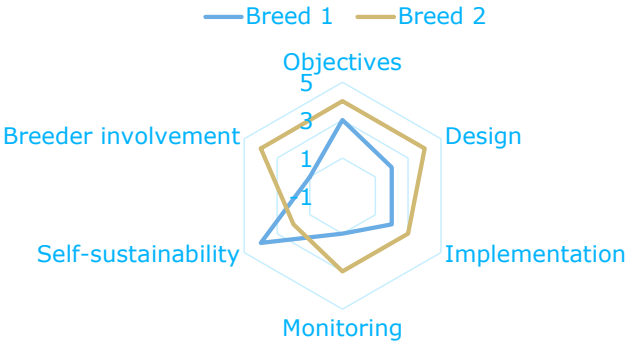 Breed 1 Breed 2
Objectives
5
3
Breeder involvement Design
1
-1
Self-sustainability Implementation
Monitoring